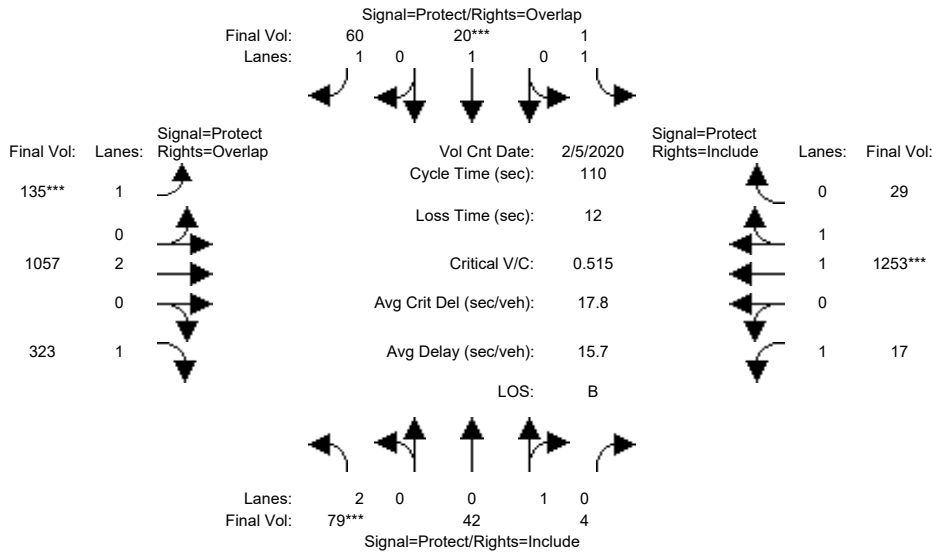 Signal=Protect/Rights=Overlap
Final Vol: 60 20*** 1
Lanes: 1 0 1 0 1
Signal=Protect
Final Vol: Lanes: Rights=Overlap
Vol Cnt Date: 2/5/2020
Signal=Protect
Rights=Include Lanes: Final Vol:
Cycle Time (sec): 110
135*** 1
0 29
Loss Time (sec): 12
0
1
1057 2
Critical V/C: 0.515
1 1253***
0
Avg Crit Del (sec/veh): 17.8
0
323 1
Avg Delay (sec/veh): 15.7
1 17
LOS: B
Lanes: 2 0 0 1 0
Final Vol: 79*** 42 4
Signal=Protect/Rights=Include